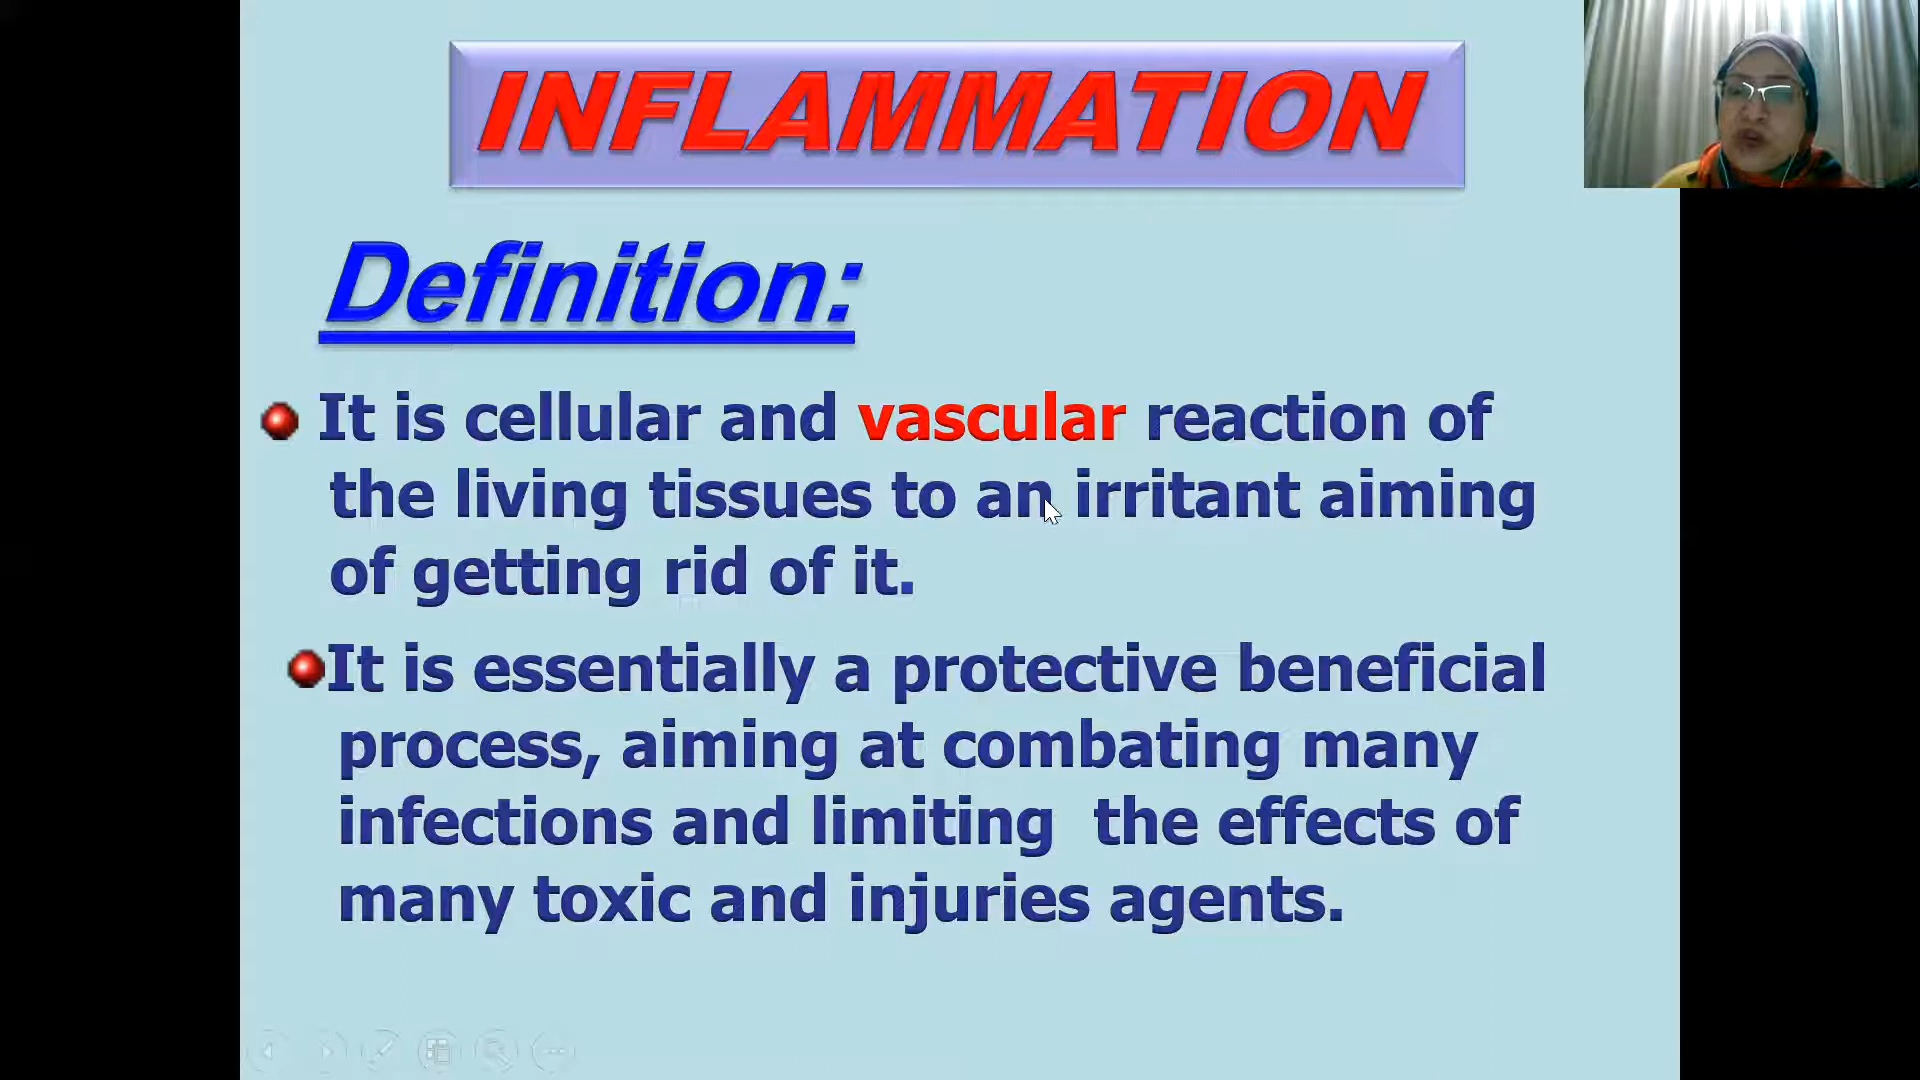 INFLAMMATION
Definition:
It is cellular and vascular reaction of
the living tissues to an irritant aiming
of getting rid of it.
It is essentially a protective beneficial
process, aiming at combating many
infections and limiting the effects of
many toxic and injuries agents.